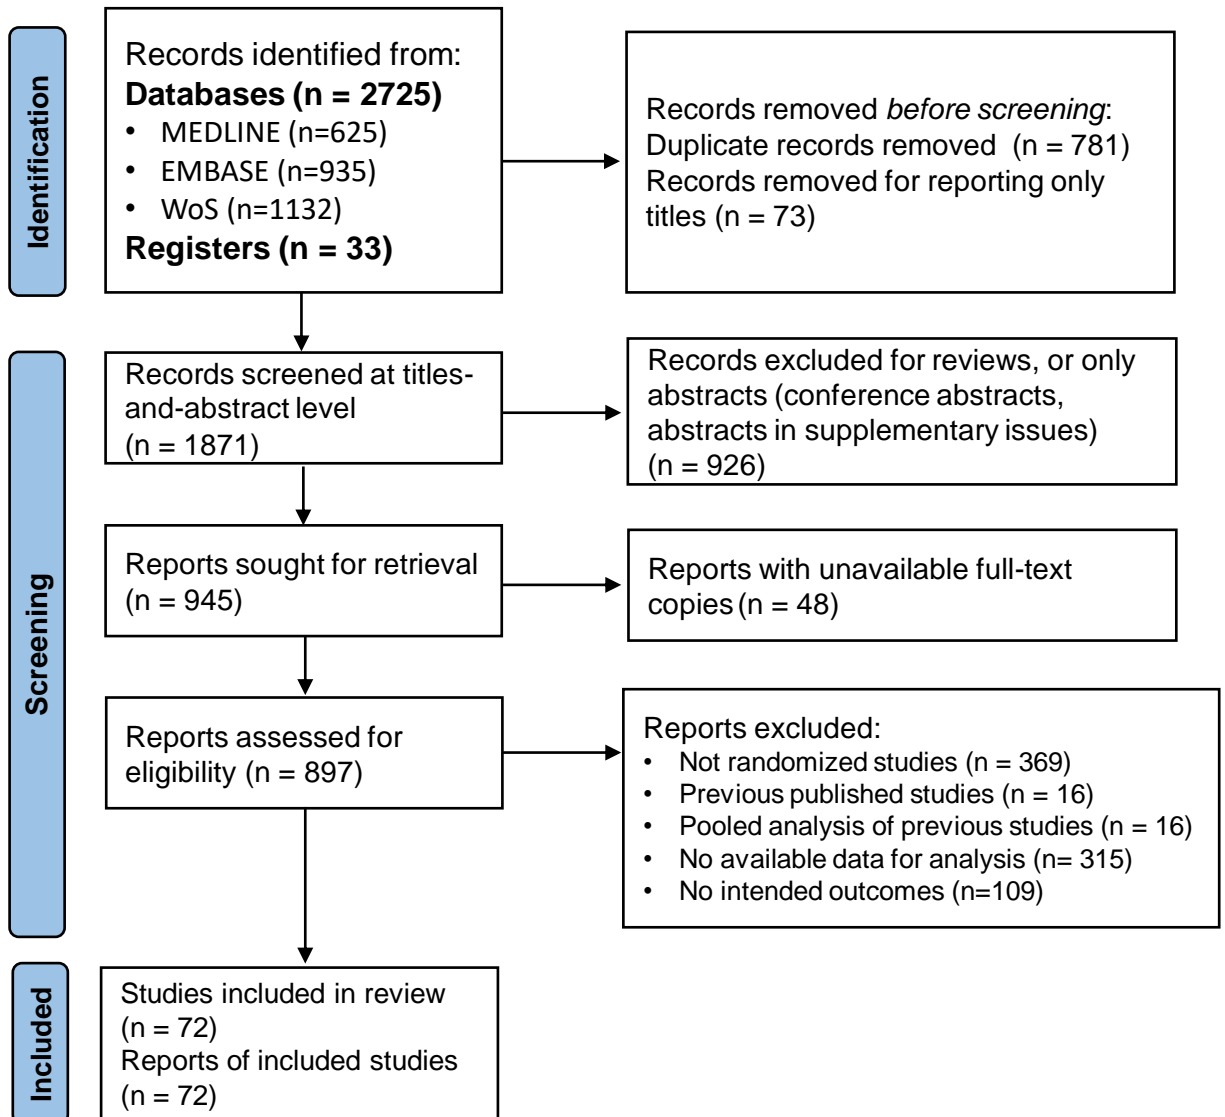 Identification
Records identified from:
Databases (n = 2725)
• MEDLINE (n=625)
• EMBASE (n=935)
• WoS (n=1132)
Registers (n = 33)
Records removed before screening:
Duplicate records removed (n = 781)
Records removed for reporting only
titles (n = 73)
Screening
Records screened at titles-
and-abstract level
(n = 1871)
Records excluded for reviews, or only
abstracts (conference abstracts,
abstracts in supplementary issues)
(n = 926)
Reports sought for retrieval
(n = 945)
Reports with unavailable full-text
copies (n = 48)
Reports assessed for
eligibility (n = 897)
Reports excluded:
• Not randomized studies (n = 369)
• Previous published studies (n = 16)
• Pooled analysis of previous studies (n = 16)
• No available data for analysis (n= 315)
• No intended outcomes (n=109)
Included
Studies included in review
(n = 72)
Reports of included studies
(n = 72)